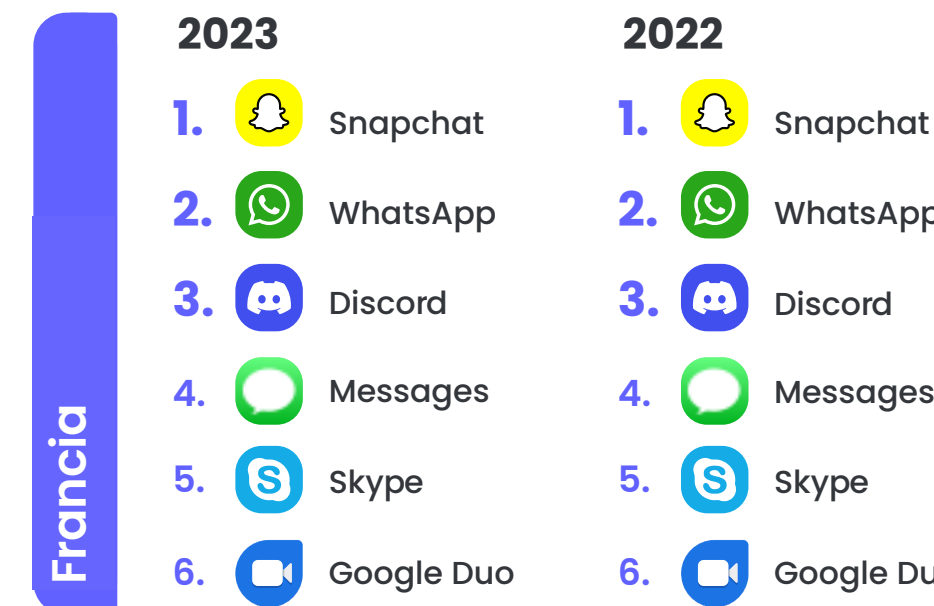 2023
1. Snapchat
2. WhatsApp
3. Discord
4. Messages
5. Skype
6. Google Duo
2022
1. Snapchat
2. WhatsApp
3. Discord
4. Messages
5. Skype
6. Google Du
Francia